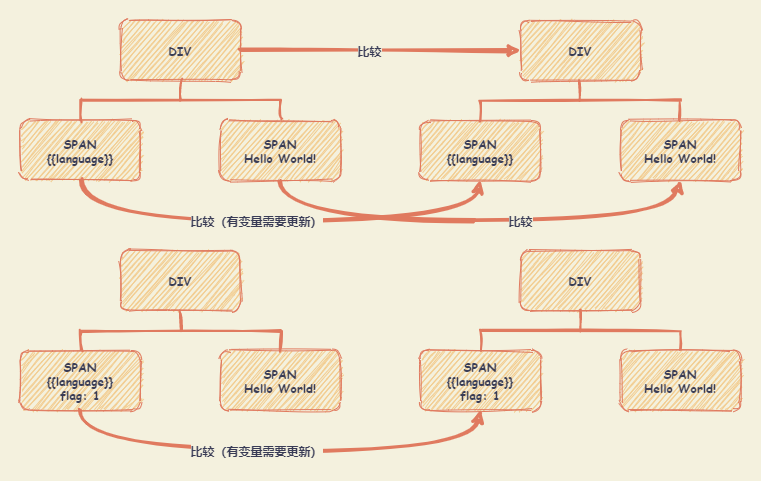 DIV
比较
DIV
SPAN
{{language}}
SPAN
Hello World!
SPAN
{{language}}
SPAN
Hello World!
比较（有变量需要更新）
比较
DIV
DIV
SPAN
{{language}}
flag: 1
SPAN
Hello World!
SPAN
{{language}}
flag: 1
SPAN
Hello World!
比较（有变量需要更新）